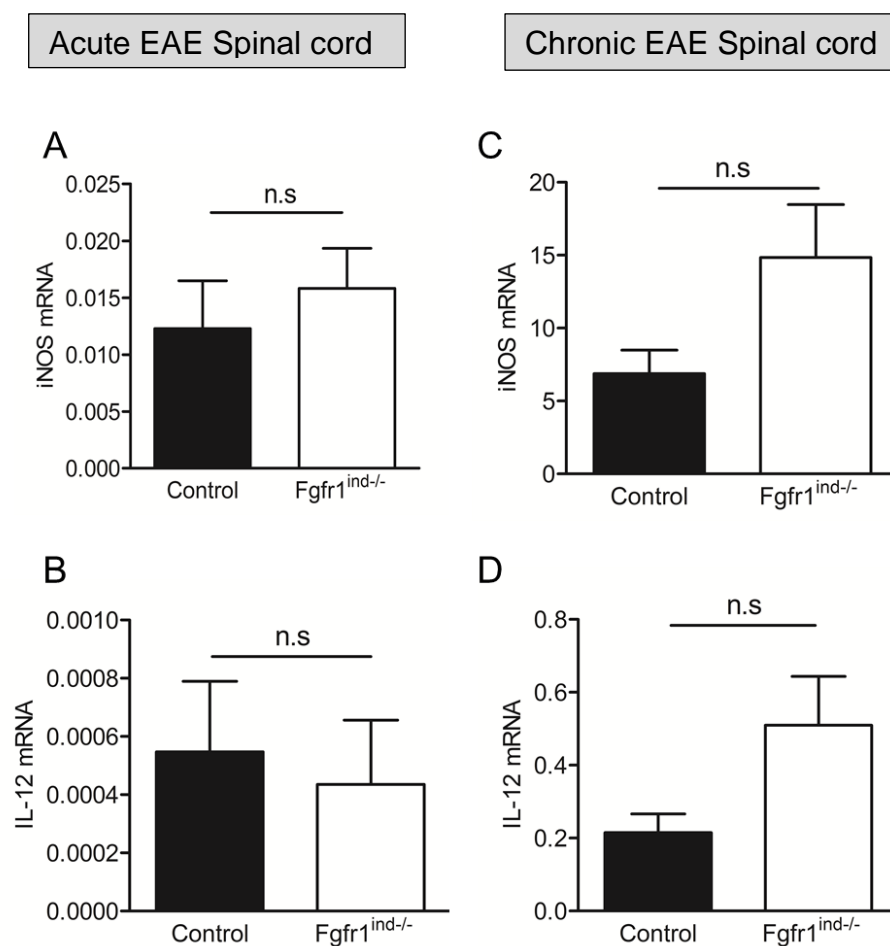 Acute EAE Spinal cord
Chronic EAE Spinal cord
A
n.s
iNOS mRNA
0.025
0.020
0.015
0.010
0.005
0.000
Control
Fgfr1ind-/-
C
n.s
iNOS mRNA
20
15
10
5
0
Control
Fgfr1ind-/-
B
n.s
IL-12 mRNA
0.0010
0.0008
0.0006
0.0004
0.0002
0.0000
Control
Fgfr1ind-/-
D
n.s
IL-12 mRNA
0.8
0.6
0.4
0.2
0.0
Control
Fgfr1ind-/-